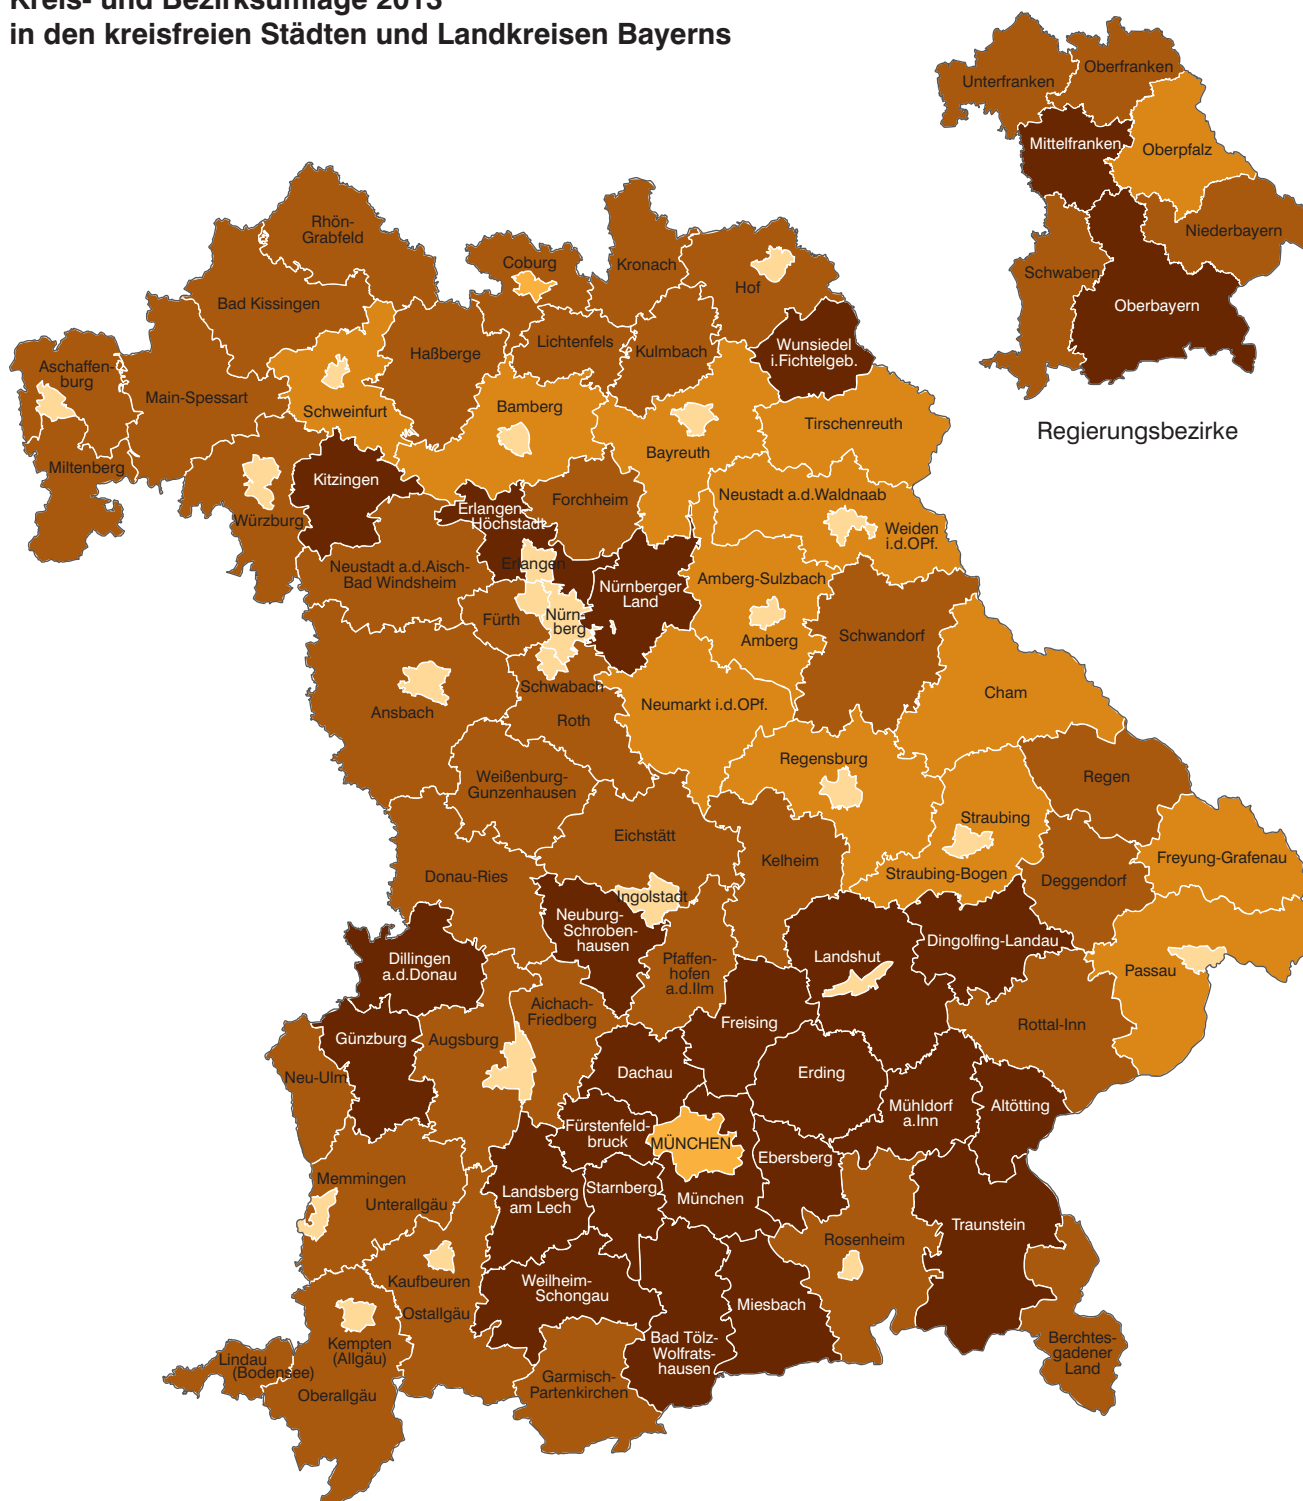 Kreis- und Bezirksumlage 2013
in den kreisfreien Städten und Landkreisen Bayerns
Unterfranken
Oberfranken
Mittelfranken
Oberpfalz
Niederbayern
Schwaben
Oberbayern
Regierungsbezirke
Rhön-
Grabfeld
Coburg
Kronach
Hof
Bad Kissingen
Wunsiedel
i.Fichtelgeb.
Haßberge
Lichtenfels
Kulmbach
Aschaffen-
burg
Main-Spessart
Schweinfurt
Bamberg
Bayreuth
Tirschenreuth
Miltenberg
Kitzingen
Würzburg
Erlangen-
Höchstadt
Forchheim
Neustadt a.d.Waldnaab
Weiden
i.d.OPf.
Neustadt a.d.Aisch-
Bad Windsheim
Erlangen
Nürnberger
Land
Amberg-Sulzbach
Amberg
Fürth
Nürn-
berg
Schwandorf
Schwabach
Ansbach
Roth
Neumarkt i.d.OPf.
Cham
Weißenburg-
Gunzenhausen
Regensburg
Regen
Eichstätt
Straubing
Kelheim
Straubing-Bogen
Freyung-Grafenau
Deggendorf
Donau-Ries
Ingolstadt
Neuburg-
Schroben-
hausen
Pfaffen-
hofen
a.d.Ilm
Landshut
Dingolfing-Landau
Passau
Dillingen
a.d.Donau
Aichach-
Friedberg
Freising
Rottal-Inn
Günzburg
Augsburg
Neu-Ulm
Dachau
Erding
Mühldorf
a.Inn
Altötting
Fürstenfeld-
bruck
MÜNCHEN
Ebersberg
Memmingen
Unterallgäu
Landsberg
am Lech
Starnberg
München
Traunstein
Rosenheim
Kaufbeuren
Ostallgäu
Weilheim-
Schongau
Miesbach
Bad Tölz-
Wolfrats-
hausen
Berchtes-
gadener
Land
Kempten
(Allgäu)
Lindau
(Bodensee)
Oberallgäu
Garmisch-
Partenkirchen